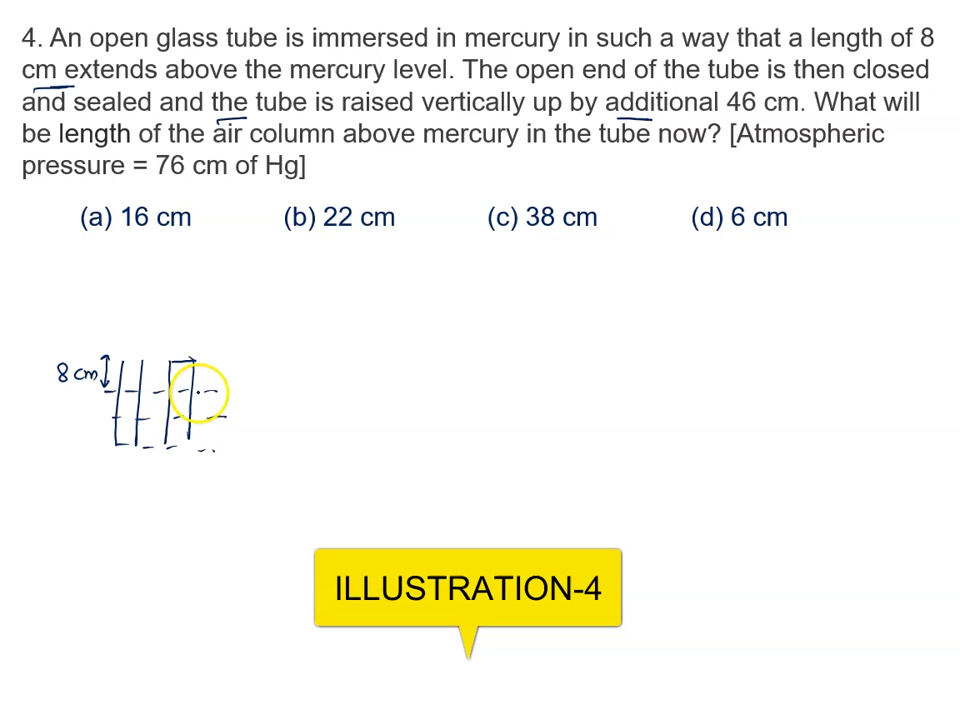 4. An open glass tube is immersed in mercury in such a way that a length of 8
cm extends above the mercury level. The open end of the tube is then closed
and sealed and the tube is raised vertically up by additional 46 cm. What will
be length of the air column above mercury in the tube now? [Atmospheric
pressure = 76 cm of Hg]
(a) 16 cm (b) 22 cm (c) 38 cm (d) 6 cm
8 cm
ILLUSTRATION-4